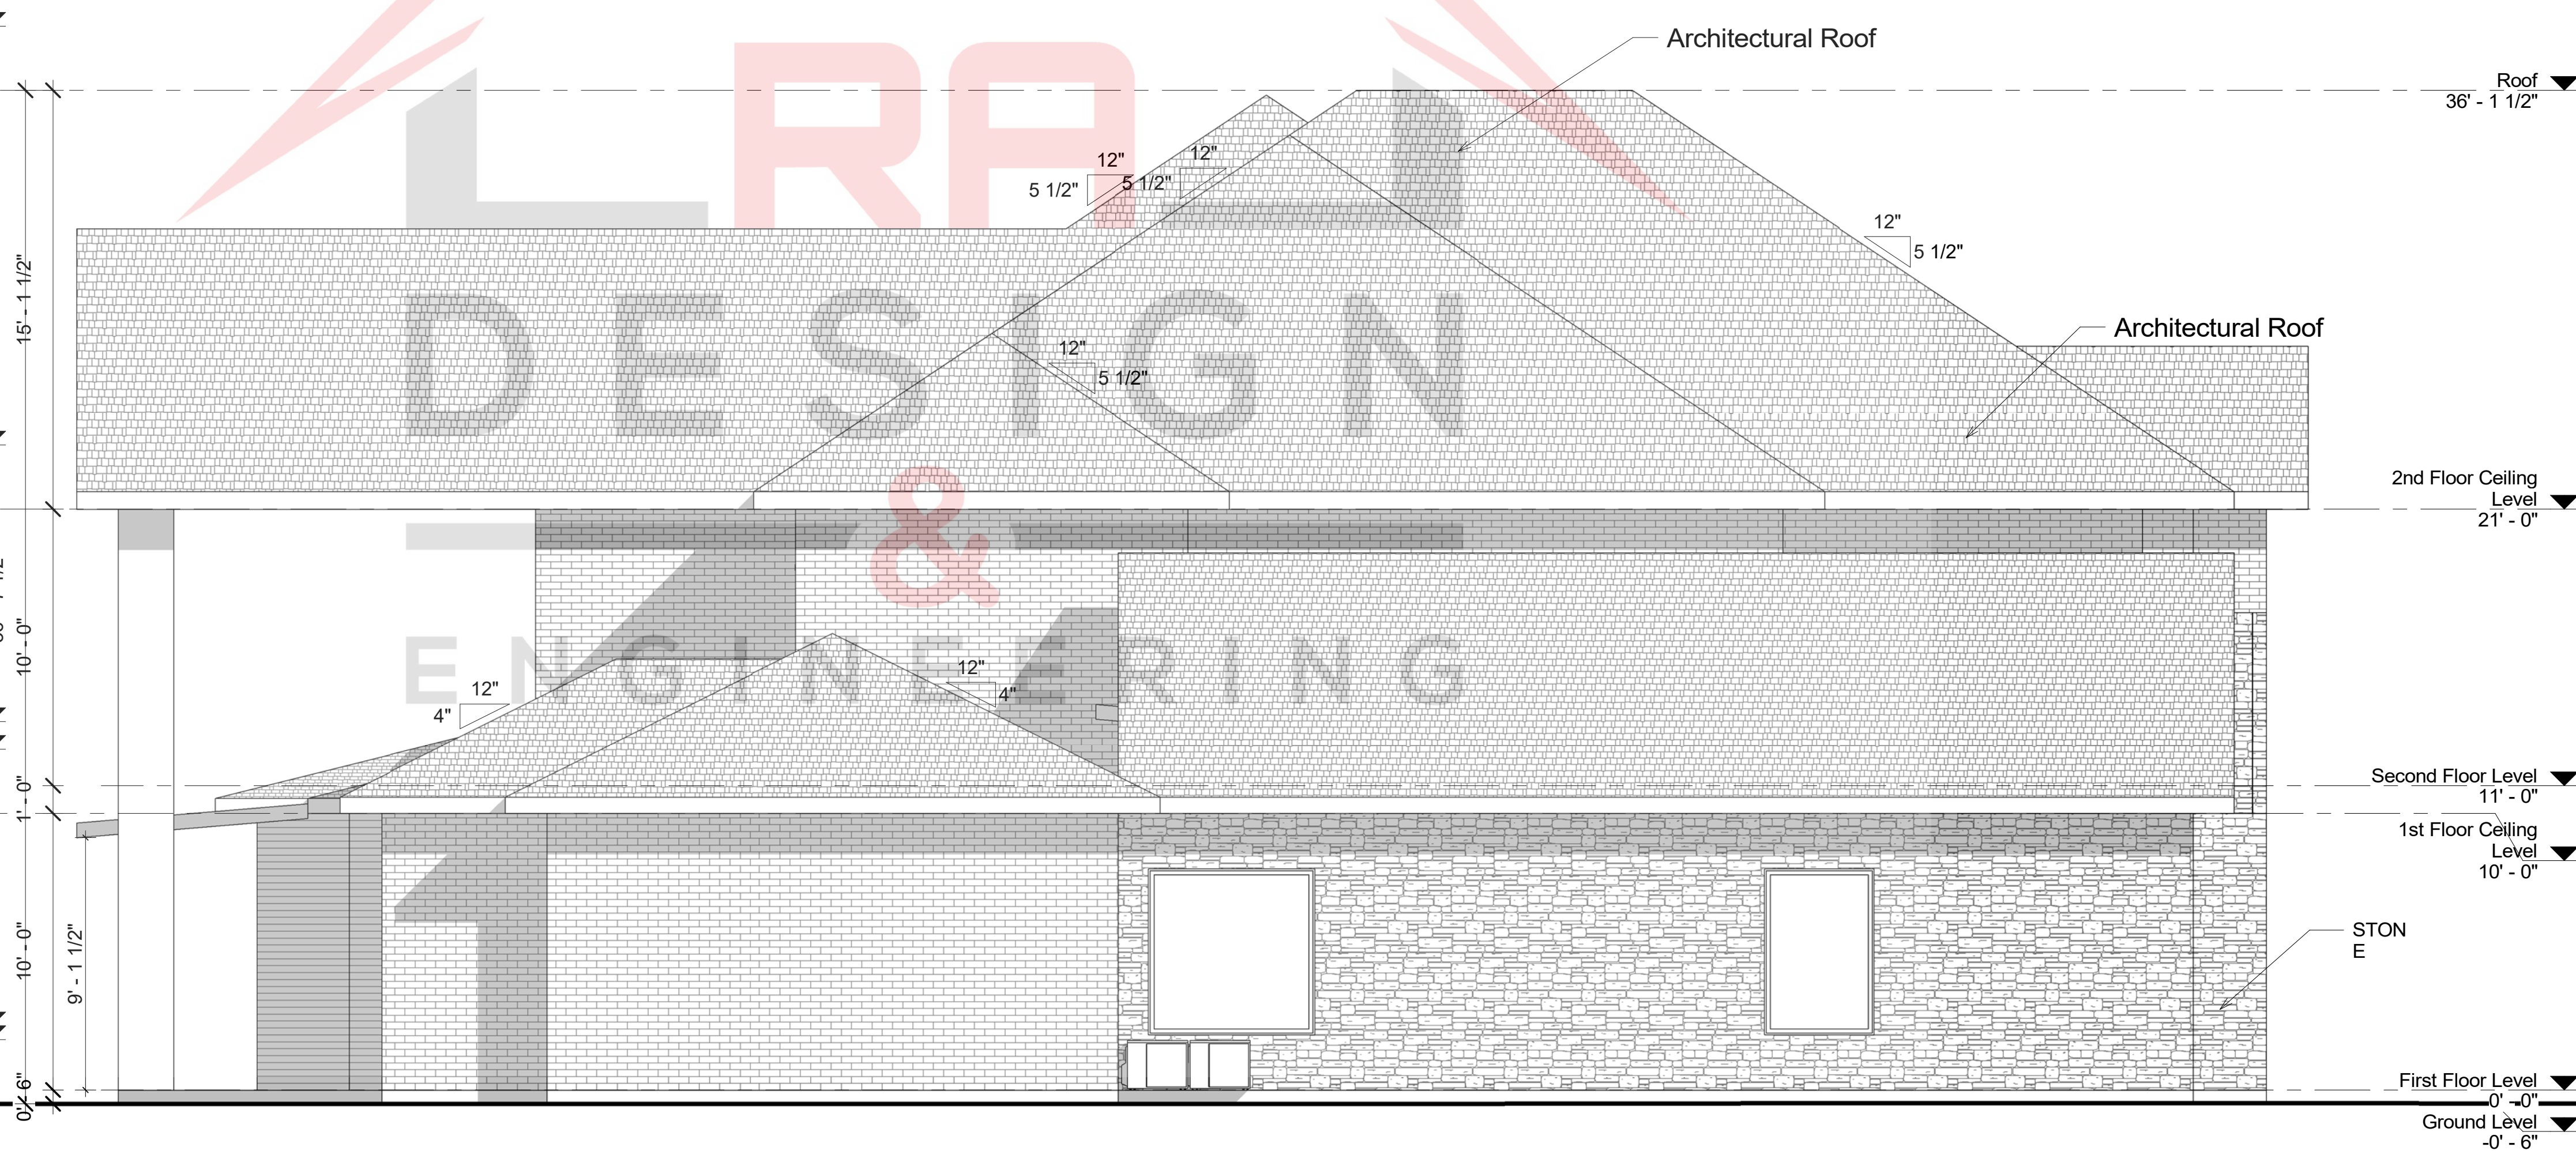 Architectural Roof
Roof
36' - 1 1/2"
12"
5 1/2"
12"
5 1/2"
12"
5 1/2"
Architectural Roof
12"
5 1/2"
15' - 1 1/2"
2nd Floor Ceiling
Level
21' - 0"
10' - 0"
12"
4"
12"
4"
Second Floor Level
11' - 0"
1' - 0"
1st Floor Ceiling
Level
10' - 0"
10' - 0"
9' - 1 1/2"
STON
E
First Floor Level
0' - 0"
0' - 6"
Ground Level
-0' - 6"
RA
DESIGN
&
ENGINEERING